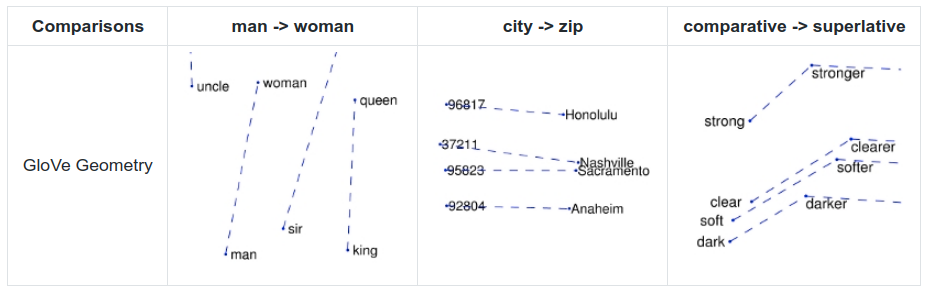 Comparisons man -> woman city -> zip comparative -> superlative
GloVe Geometry
uncle
woman
queen
sir
man
king
96817
Honolulu
37211
Nashville
95823
Sacramento
92804
Anaheim
stronger
strong
clearer
softer
clear
soft
darker
dark